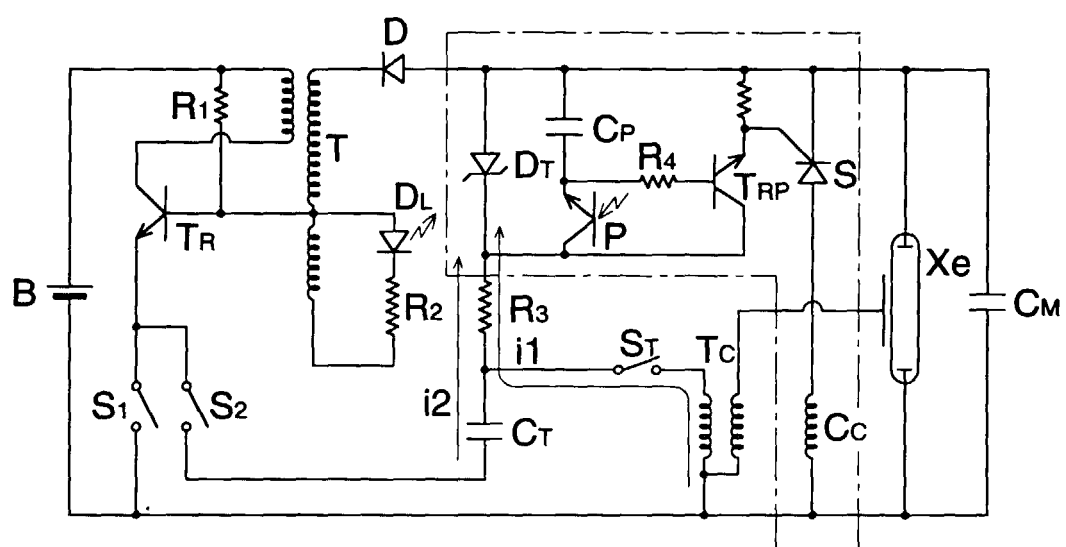 D
R1
T
CP
R4
DT
TRP
S
DL
TR
P
Xe
B
R2
R3
CM
ST
TC
i1
S1
S2
i2
CT
CC